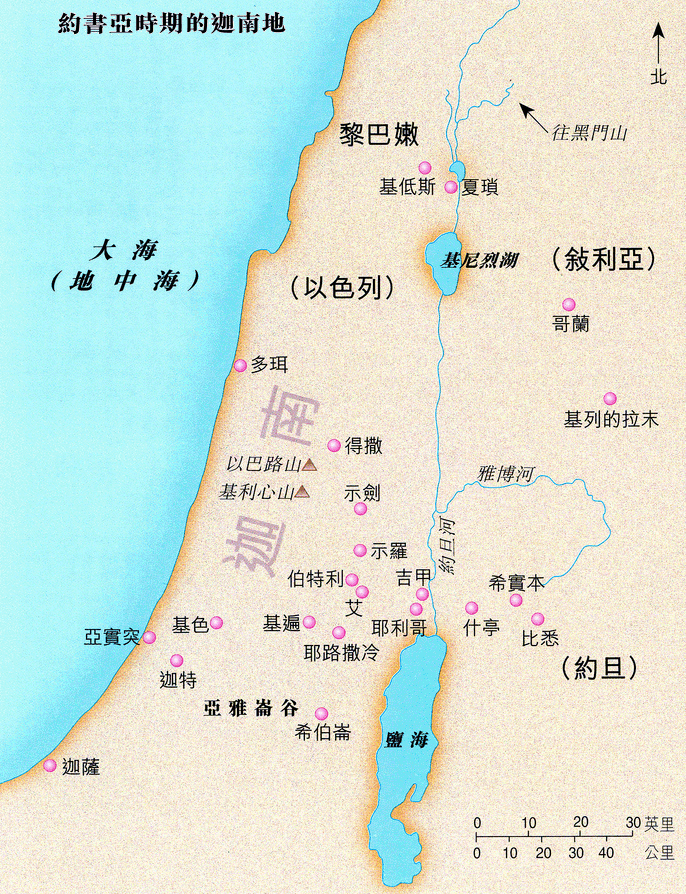 約書亞時期的迦南地
北
往黑門山
黎巴嫩
基低斯
夏瑣
大海
(地中海)
基尼烈湖
(敍利亞)
(以色列)
哥蘭
多珥
基列的拉末
迦南
得撒
以巴路山
基利心山
示劍
雅博河
約旦河
示羅
伯特利
艾
吉甲
希實本
基色
基遍
耶利哥
什亭
比悉
亞實突
耶路撒冷
迦特
(約旦)
亞雅崙谷
希伯崙
鹽海
迦薩
0 10 20 30 英里
0 10 20 30 40 公里